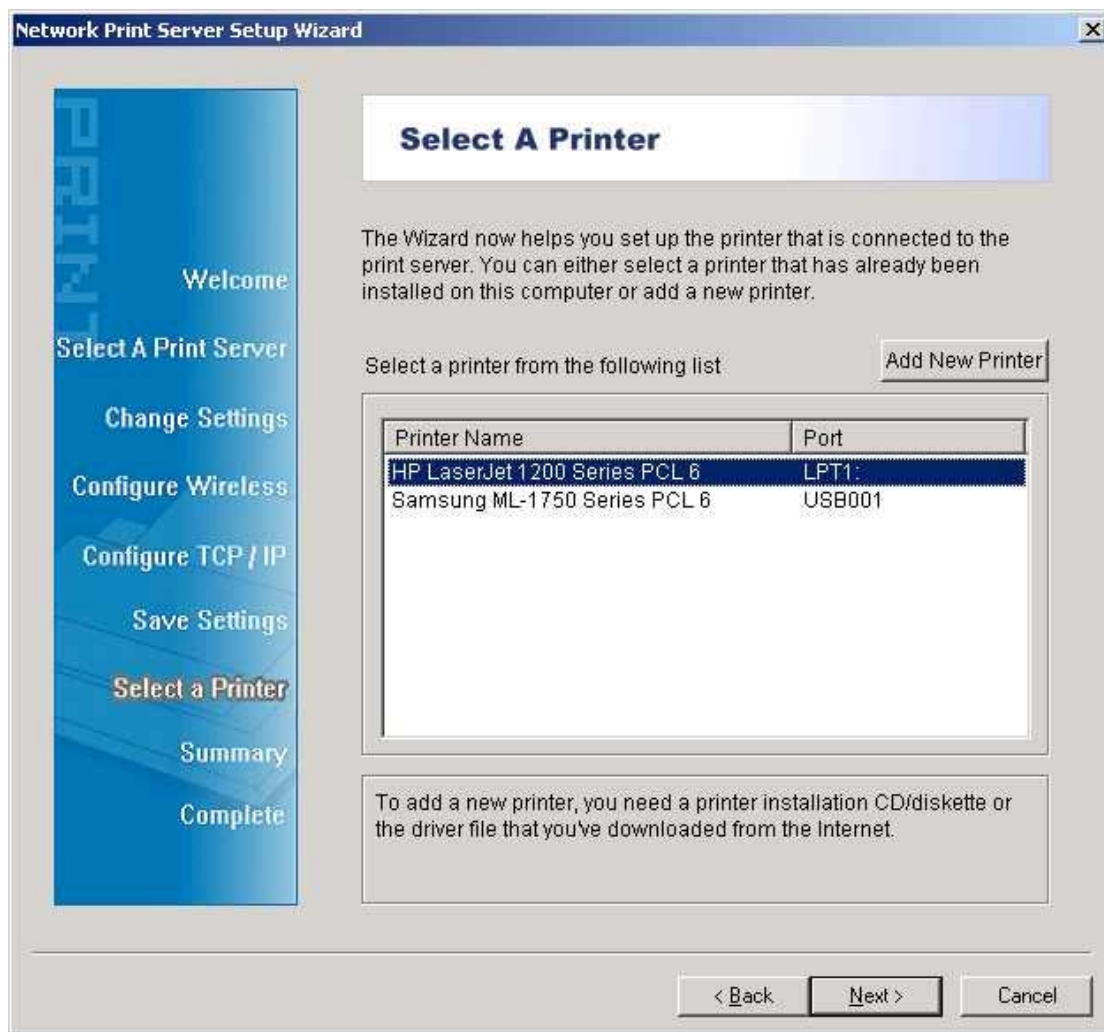 Network Print Server Setup Wizard
PRINT
Welcome
Select A Print Server
Change Settings
Configure Wireless
Configure TCP / IP
Save Settings
Select a Printer
Summary
Complete
Select A Printer
The Wizard now helps you set up the printer that is connected to the
print server. You can either select a printer that has already been
installed on this computer or add a new printer.
Select a printer from the following list
Add New Printer
Printer Name Port
HP LaserJet 1200 Series PCL 6 LPT1:
Samsung ML-1750 Series PCL 6 USB001
To add a new printer, you need a printer installation CD/diskette or
the driver file that you've downloaded from the Internet.
< Back Next > Cancel